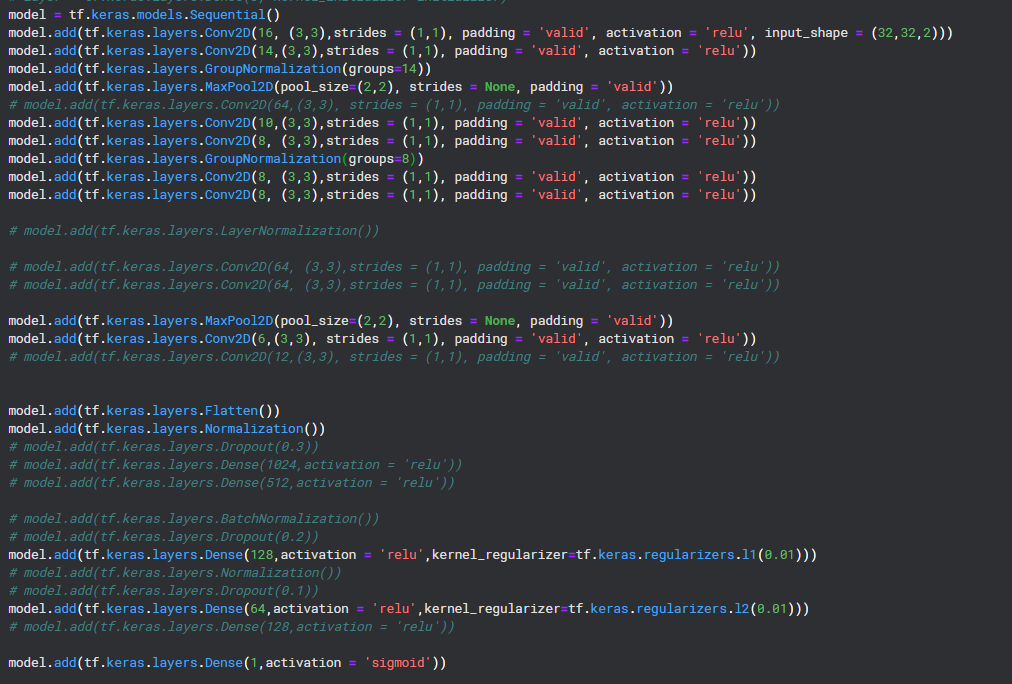 model = tf.keras.models.Sequential()
model.add(tf.keras.layers.Conv2D(16, (3,3),strides = (1,1), padding = 'valid', activation = 'relu', input_shape = (32,32,2)))
model.add(tf.keras.layers.Conv2D(14,(3,3),strides = (1,1), padding = 'valid', activation = 'relu'))
model.add(tf.keras.layers.GroupNormalization(groups=14))
model.add(tf.keras.layers.MaxPool2D(pool_size=(2,2), strides = None, padding = 'valid'))
# model.add(tf.keras.layers.Conv2D(64,(3,3), strides = (1,1), padding = 'valid', activation = 'relu'))
model.add(tf.keras.layers.Conv2D(10,(3,3),strides = (1,1), padding = 'valid', activation = 'relu'))
model.add(tf.keras.layers.Conv2D(8, (3,3),strides = (1,1), padding = 'valid', activation = 'relu'))
model.add(tf.keras.layers.GroupNormalization(groups=8))
model.add(tf.keras.layers.Conv2D(8, (3,3),strides = (1,1), padding = 'valid', activation = 'relu'))
model.add(tf.keras.layers.Conv2D(8, (3,3),strides = (1,1), padding = 'valid', activation = 'relu'))
# model.add(tf.keras.layers.LayerNormalization())
# model.add(tf.keras.layers.Conv2D(64, (3,3),strides = (1,1), padding = 'valid', activation = 'relu'))
# model.add(tf.keras.layers.Conv2D(64, (3,3),strides = (1,1), padding = 'valid', activation = 'relu'))
model.add(tf.keras.layers.MaxPool2D(pool_size=(2,2), strides = None, padding = 'valid'))
model.add(tf.keras.layers.Conv2D(6,(3,3), strides = (1,1), padding = 'valid', activation = 'relu'))
# model.add(tf.keras.layers.Conv2D(12,(3,3), strides = (1,1), padding = 'valid', activation = 'relu'))
model.add(tf.keras.layers.Flatten())
model.add(tf.keras.layers.Normalization())
# model.add(tf.keras.layers.Dropout(0.3))
# model.add(tf.keras.layers.Dense(1024,activation = 'relu'))
# model.add(tf.keras.layers.Dense(512,activation = 'relu'))
# model.add(tf.keras.layers.BatchNormalization())
# model.add(tf.keras.layers.Dropout(0.2))
model.add(tf.keras.layers.Dense(128,activation = 'relu',kernel_regularizer=tf.keras.regularizers.l1(0.01)))
# model.add(tf.keras.layers.Normalization())
# model.add(tf.keras.layers.Dropout(0.1))
model.add(tf.keras.layers.Dense(64,activation = 'relu',kernel_regularizer=tf.keras.regularizers.l2(0.01)))
# model.add(tf.keras.layers.Dense(128,activation = 'relu'))
model.add(tf.keras.layers.Dense(1,activation = 'sigmoid'))